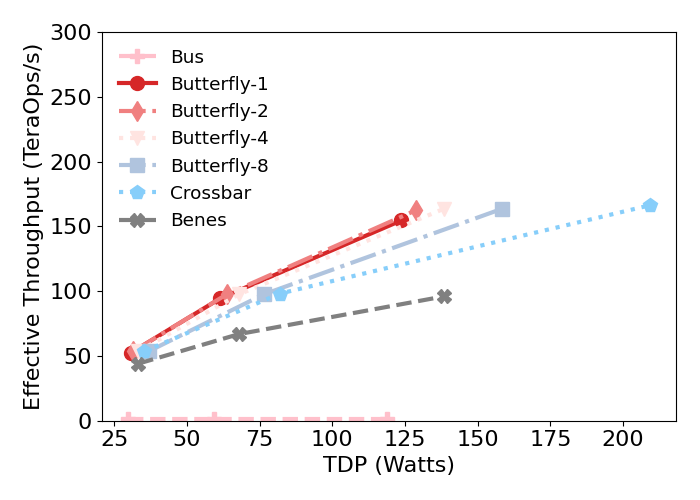 Effective Throughput (TeraOps/s)
300
250
200
150
100
50
0
Bus
Butterfly-1
Butterfly-2
Butterfly-4
Butterfly-8
Crossbar
Benes
25 50 75 100 125 150 175 200
TDP (Watts)